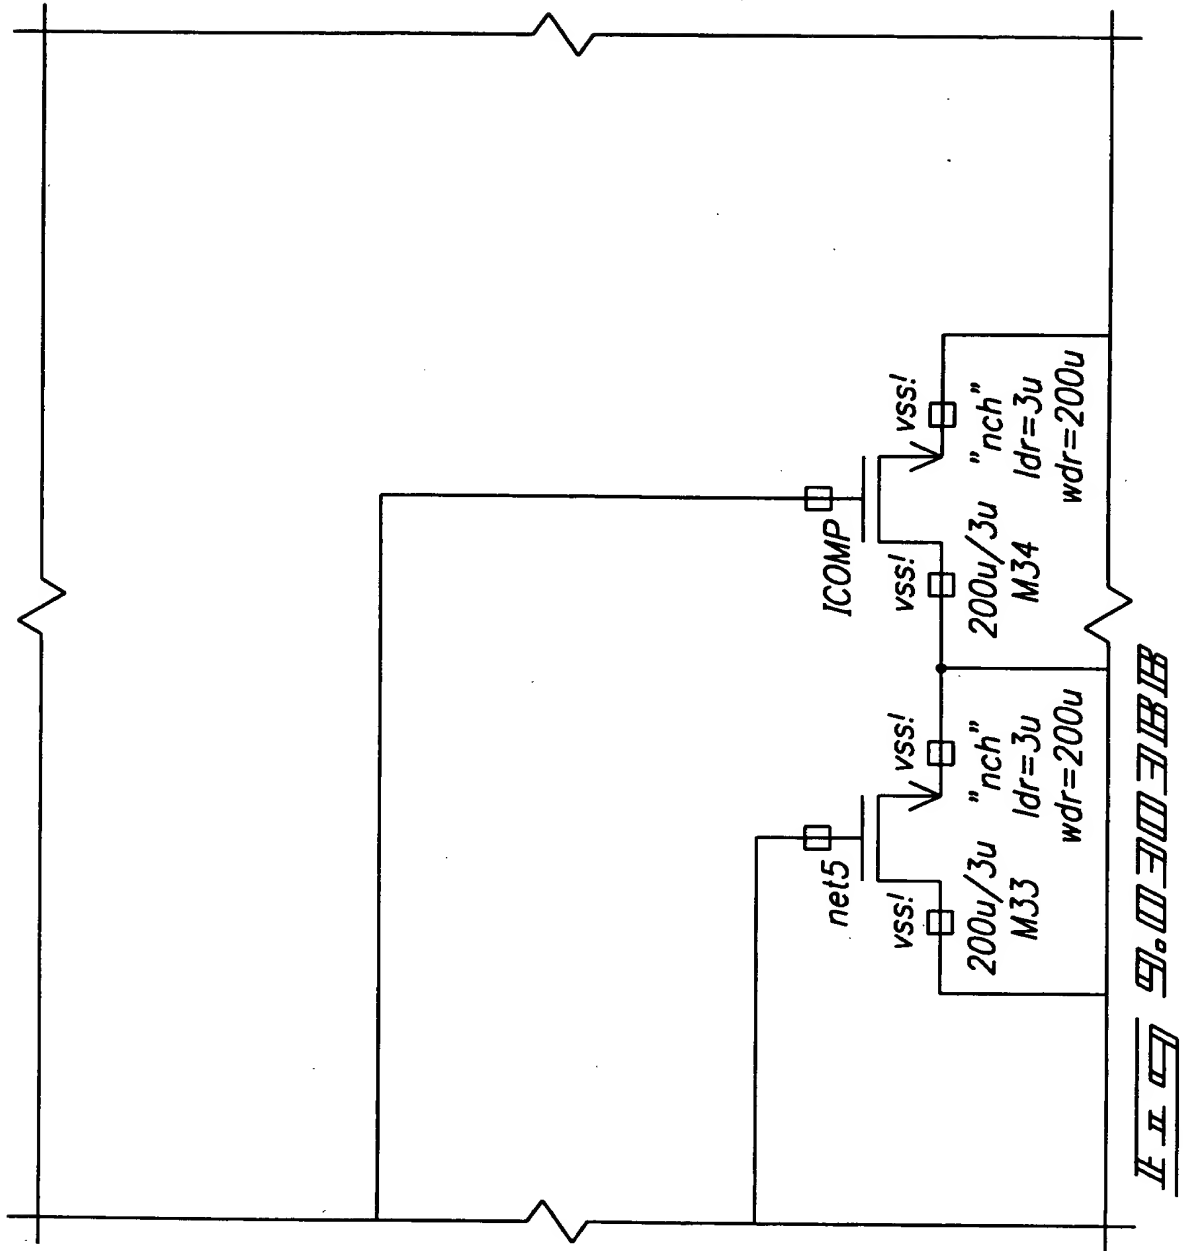 net5
vss!
vss!
200u/3u
M33
"nch"
ldr=3u
wdr=200u
ICOMP
vss!
vss!
200u/3u
M34
"nch"
ldr=3u
wdr=200u
FIG 9.0303BB